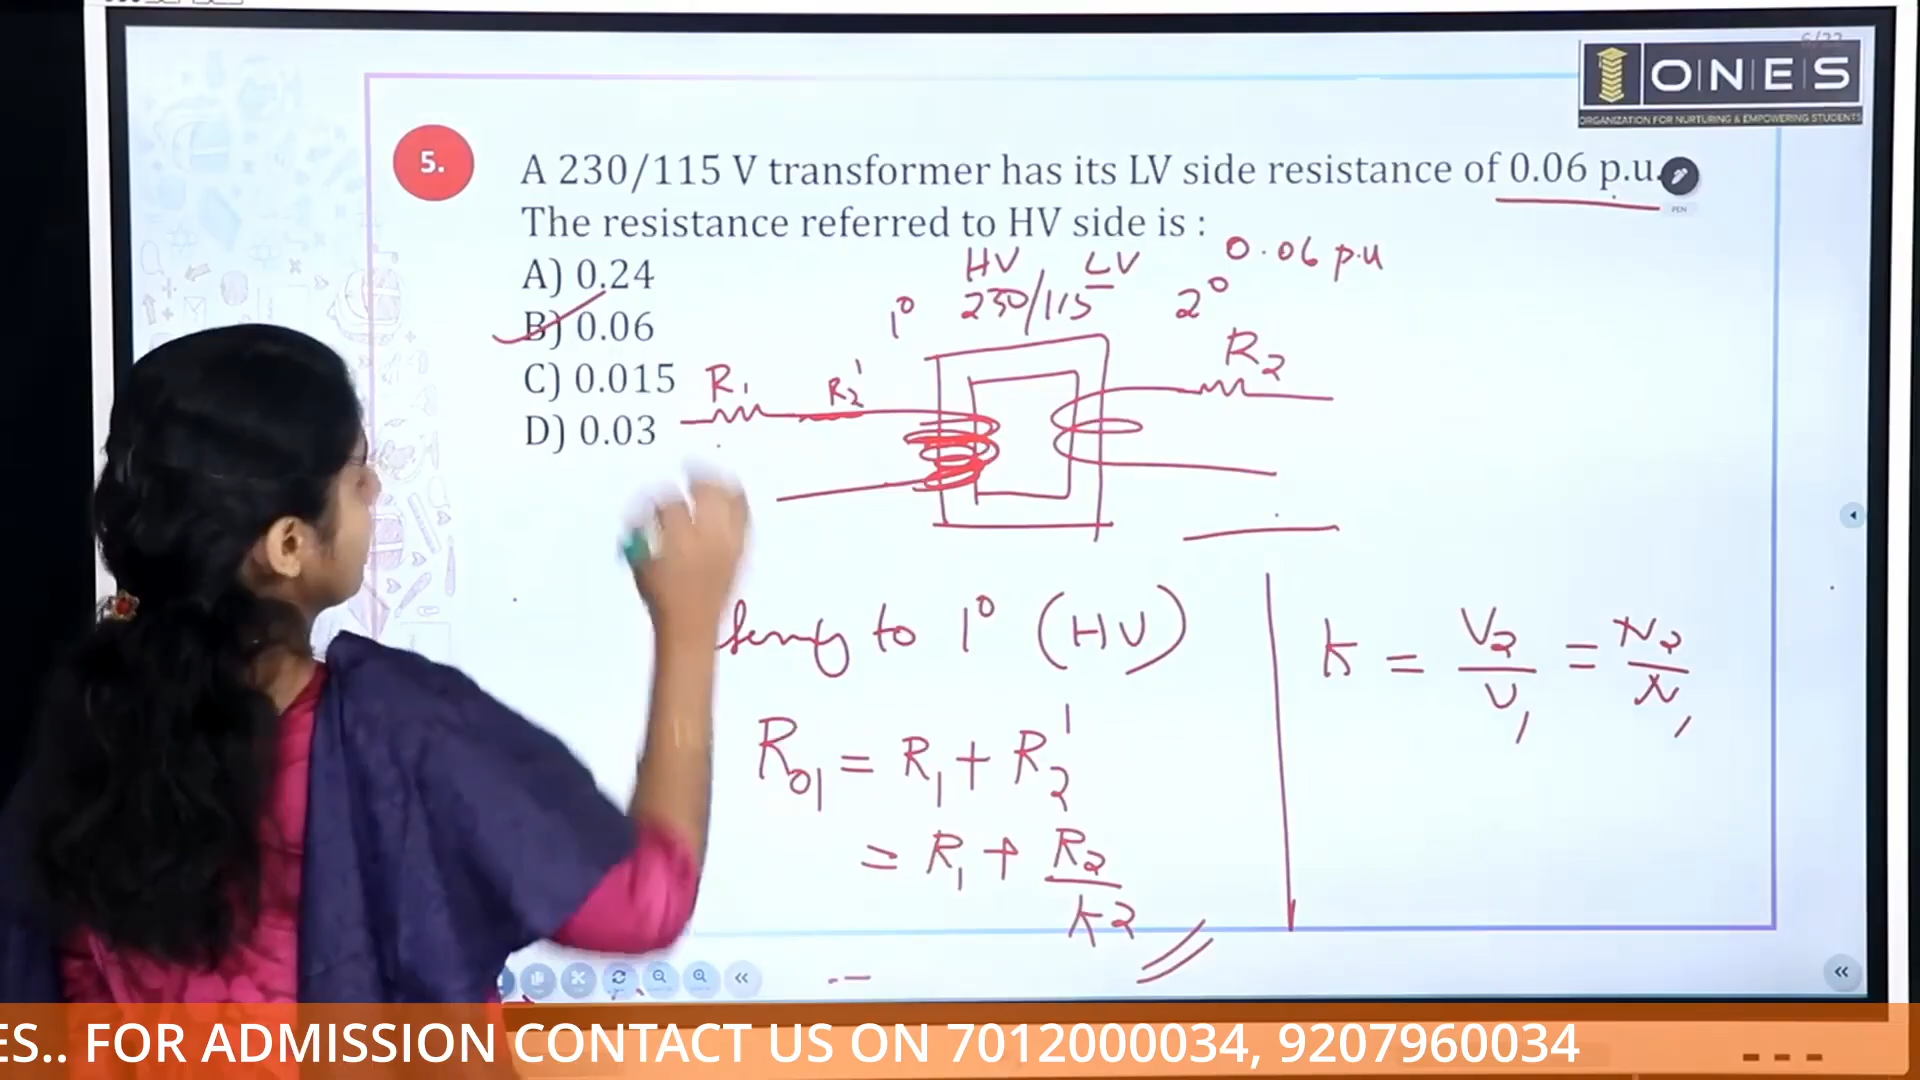 6/22
ONES
ORGANIZATION FOR NURTURING & EMPOWERING STUDENTS
5.
A 230/115 V transformer has its LV side resistance of 0.06 p.u.
PEN
The resistance referred to HV side is :
A) 0.24
B) 0.06
C) 0.015
D) 0.03
HV LV 0.06 p.u
1° 230/115 2°
R₁ R₂' R₂
to 1° (HV)
R₀₁ = R₁ + R₂'
= R₁ + R₂/K2
K = V₂/V₁ = N₂/N₁
ES.. FOR ADMISSION CONTACT US ON 7012000034, 9207960034